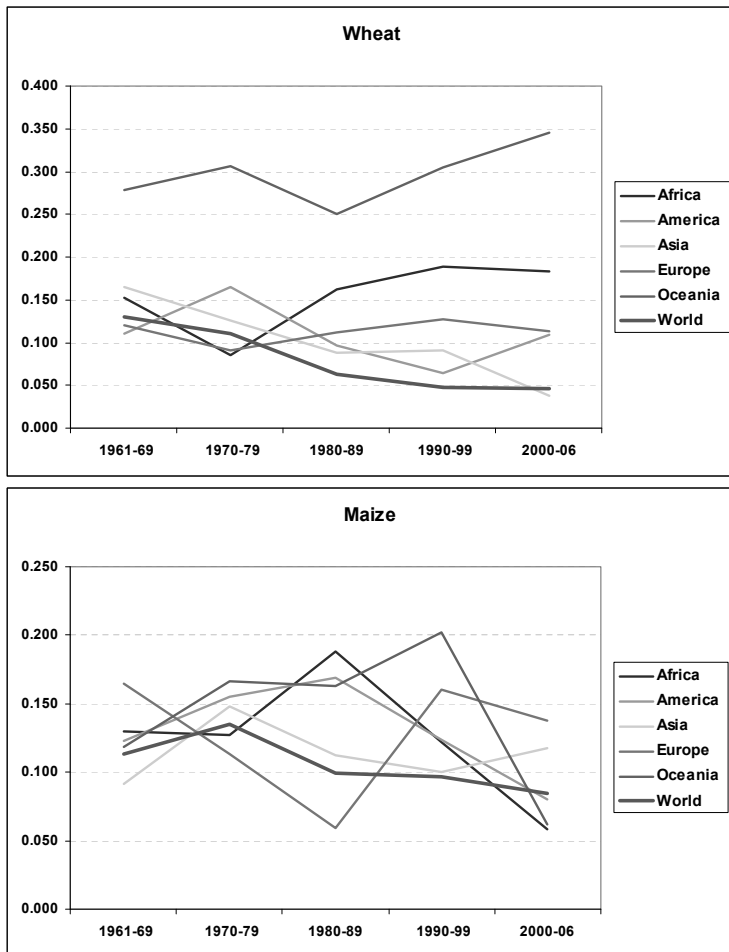 Wheat
0.400
0.350
0.300
0.250
0.200
0.150
0.100
0.050
0.000
1961-69 1970-79 1980-89 1990-99 2000-06
Africa
America
Asia
Europe
Oceania
World
Maize
0.250
0.200
0.150
0.100
0.050
0.000
1961-69 1970-79 1980-89 1990-99 2000-06
Africa
America
Asia
Europe
Oceania
World